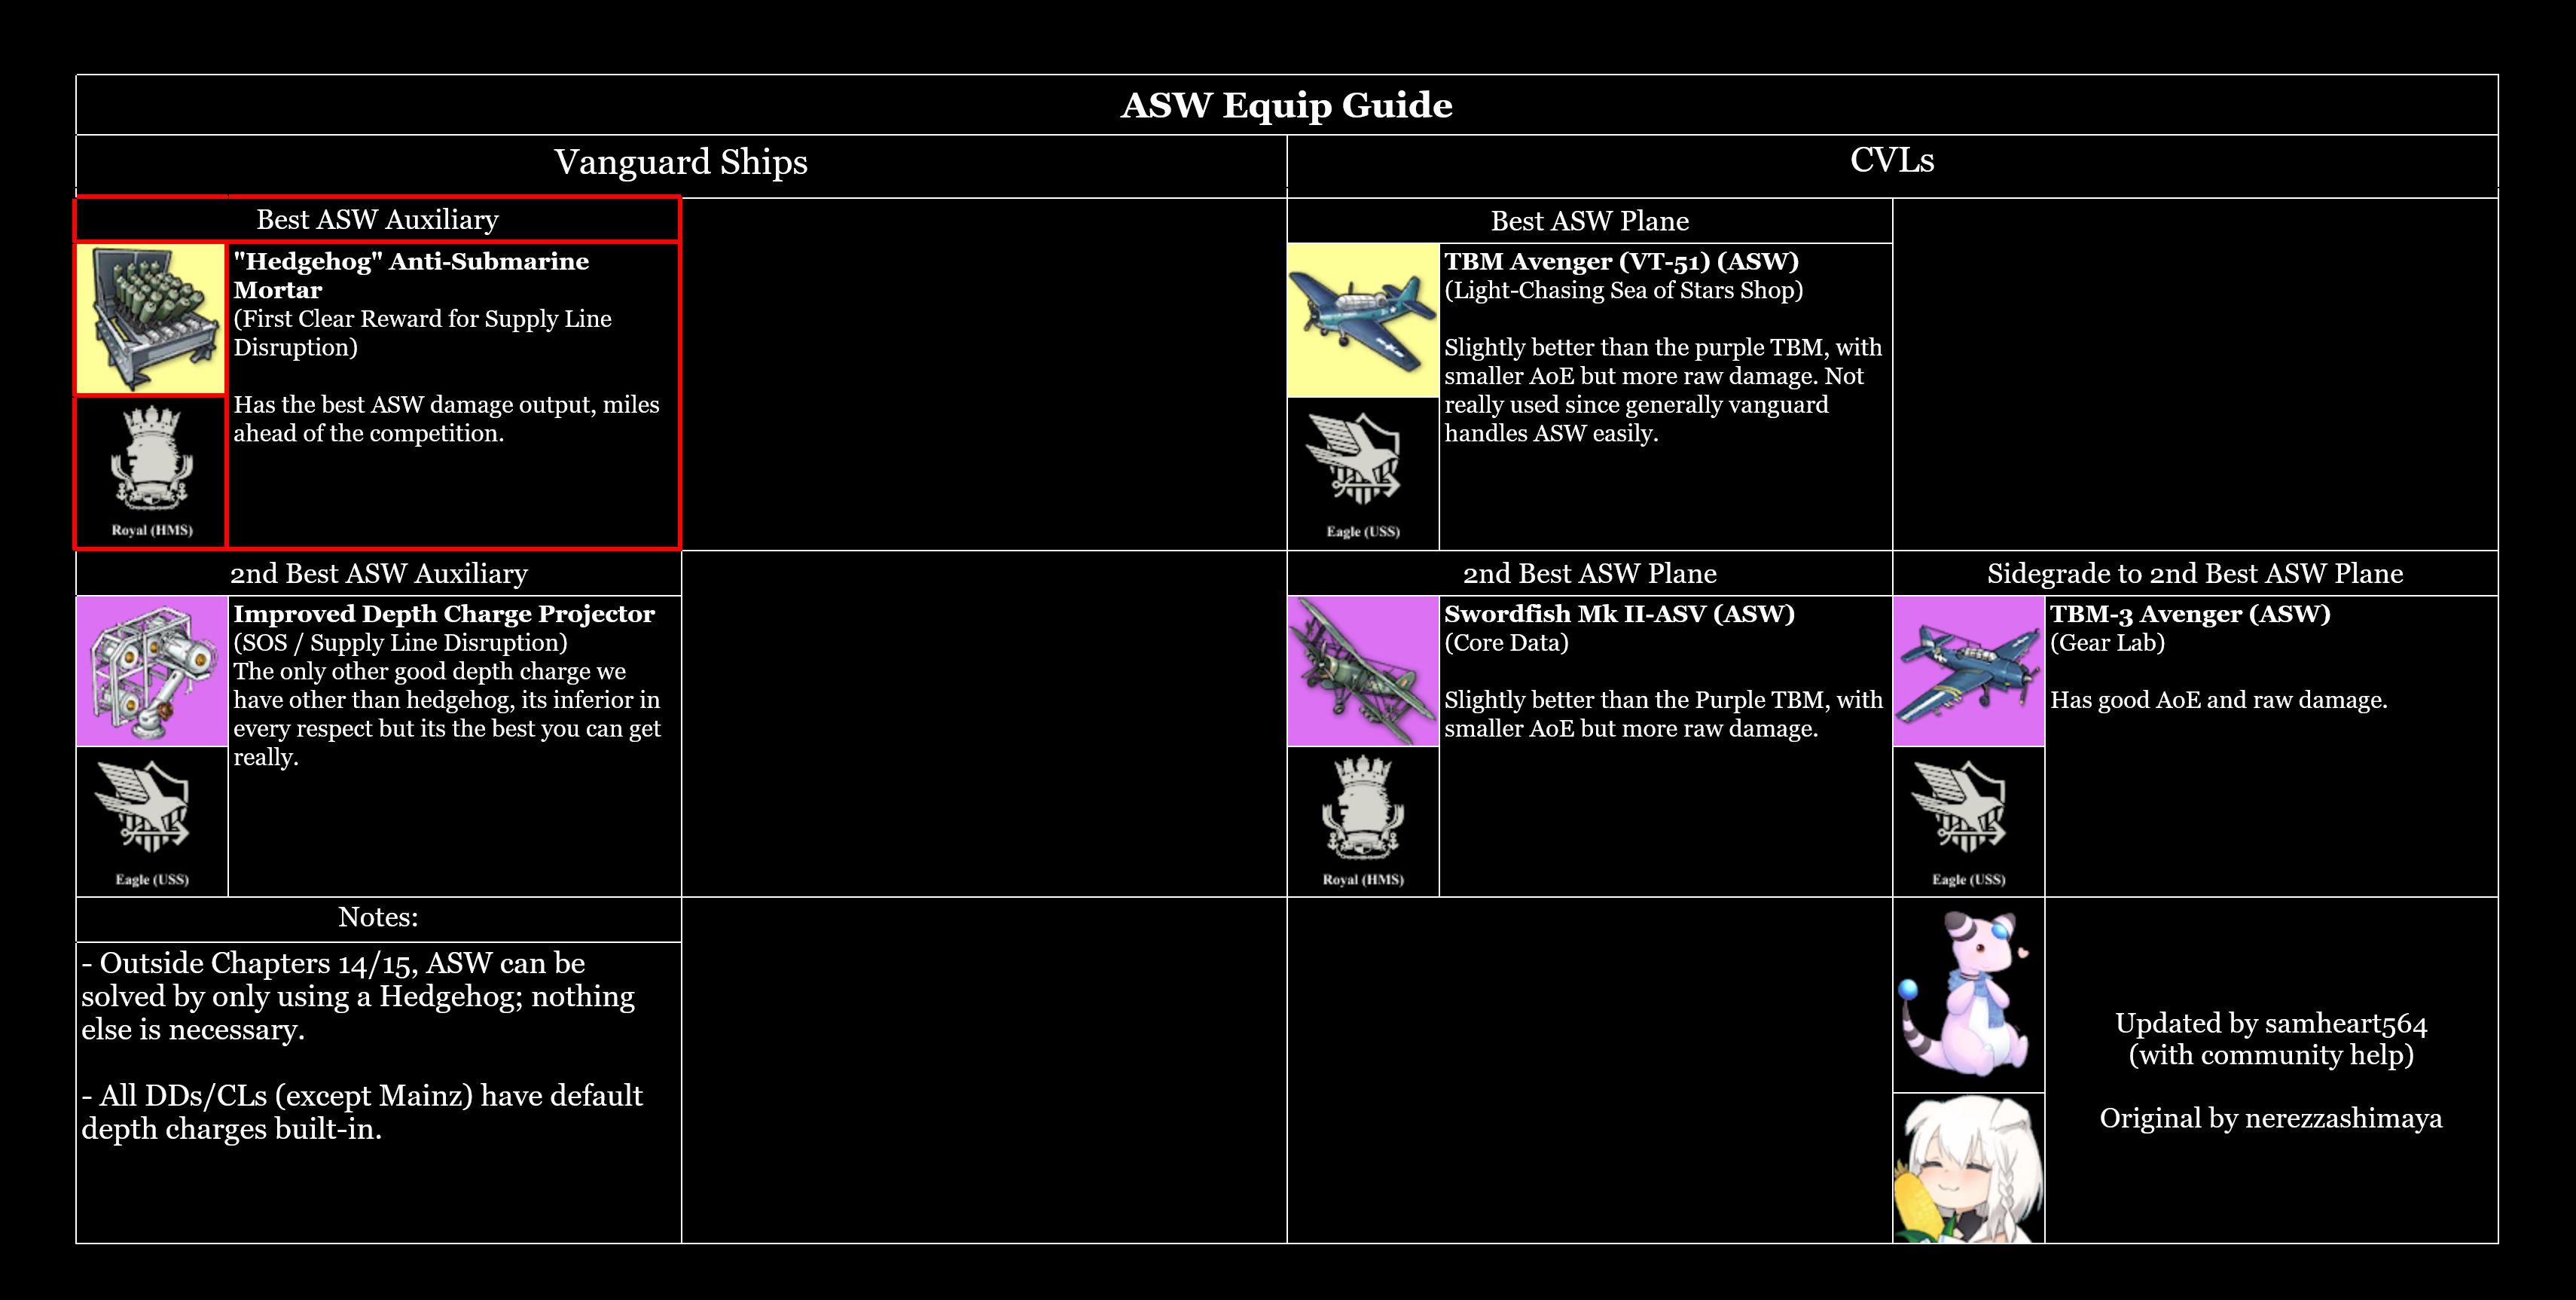 ASW Equip Guide
Vanguard Ships
CVLs
Best ASW Auxiliary
"Hedgehog" Anti-Submarine
Mortar
(First Clear Reward for Supply Line
Disruption)
Has the best ASW damage output, miles
ahead of the competition.
Royal (HMS)
Best ASW Plane
TBM Avenger (VT-51) (ASW)
(Light-Chasing Sea of Stars Shop)
Slightly better than the purple TBM, with
smaller AoE but more raw damage. Not
really used since generally vanguard
handles ASW easily.
Eagle (USS)
2nd Best ASW Auxiliary
Improved Depth Charge Projector
(SOS / Supply Line Disruption)
The only other good depth charge we
have other than hedgehog, its inferior in
every respect but its the best you can get
really.
Eagle (USS)
2nd Best ASW Plane
Swordfish Mk II-ASV (ASW)
(Core Data)
Slightly better than the Purple TBM, with
smaller AoE but more raw damage.
Royal (HMS)
Sidegrade to 2nd Best ASW Plane
TBM-3 Avenger (ASW)
(Gear Lab)
Has good AoE and raw damage.
Eagle (USS)
Notes:
- Outside Chapters 14/15, ASW can be
solved by only using a Hedgehog; nothing
else is necessary.
- All DDs/CLs (except Mainz) have default
depth charges built-in.
Updated by samheart564
(with community help)
Original by nerezzashimaya